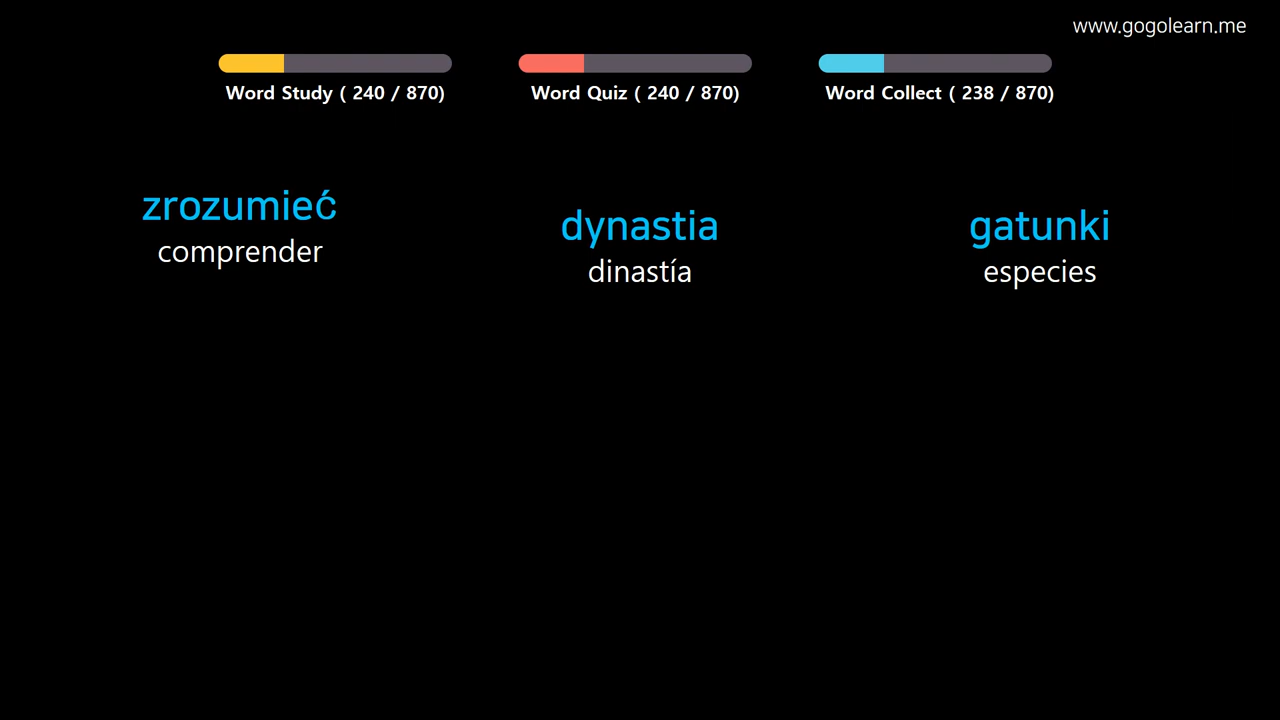 www.gogolearn.me
Word Study ( 240 / 870)
Word Quiz ( 240 / 870)
Word Collect ( 238 / 870)
zrozumieć
comprender
dynastia
dinastía
gatunki
especies